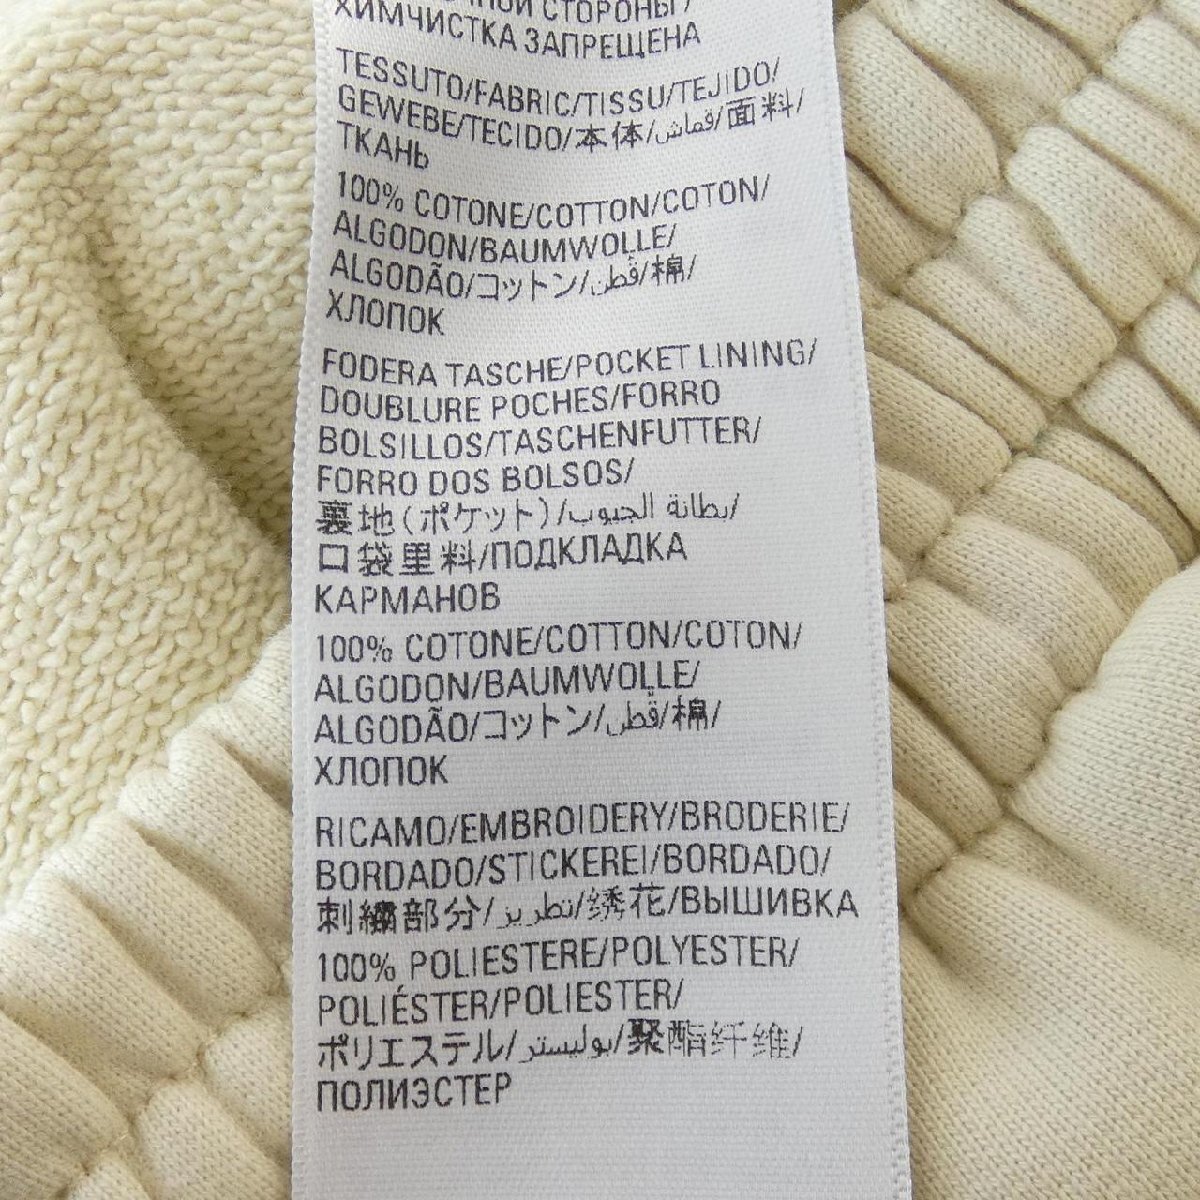 СТОРОНЫ/
ХИМЧИСТКА ЗАПРЕЩЕНА
TESSUTO/FABRIC/TISSU/TEJIDO/
GEWEBE/TECIDO/本体/قماش/面料/
ТКАНЬ
100% COTONE/COTTON/COTON/
ALGODON/BAUMWOLLE/
ALGODÃO/コットン/قطن/棉/
ХЛОПОК
FODERA TASCHE/POCKET LINING/
DOUBLURE POCHES/FORRO
BOLSILLOS/TASCHENFUTTER/
FORRO DOS BOLSOS/
裏地(ポケット)/بطانة الجيوب/
口袋里料/ПОДКЛАДКА
КАРМАНОВ
100% COTONE/COTTON/COTON/
ALGODON/BAUMWOLLE/
ALGODÃO/コットン/قطن/棉/
ХЛОПОК
RICAMO/EMBROIDERY/BRODERIE/
BORDADO/STICKEREI/BORDADO/
刺繍部分/تطريز/绣花/ВЫШИВКА
100% POLIESTERE/POLYESTER/
POLIÉSTER/POLIESTER/
ポリエステル/بوليستر/聚酯纤维/
ПОЛИЭСТЕР